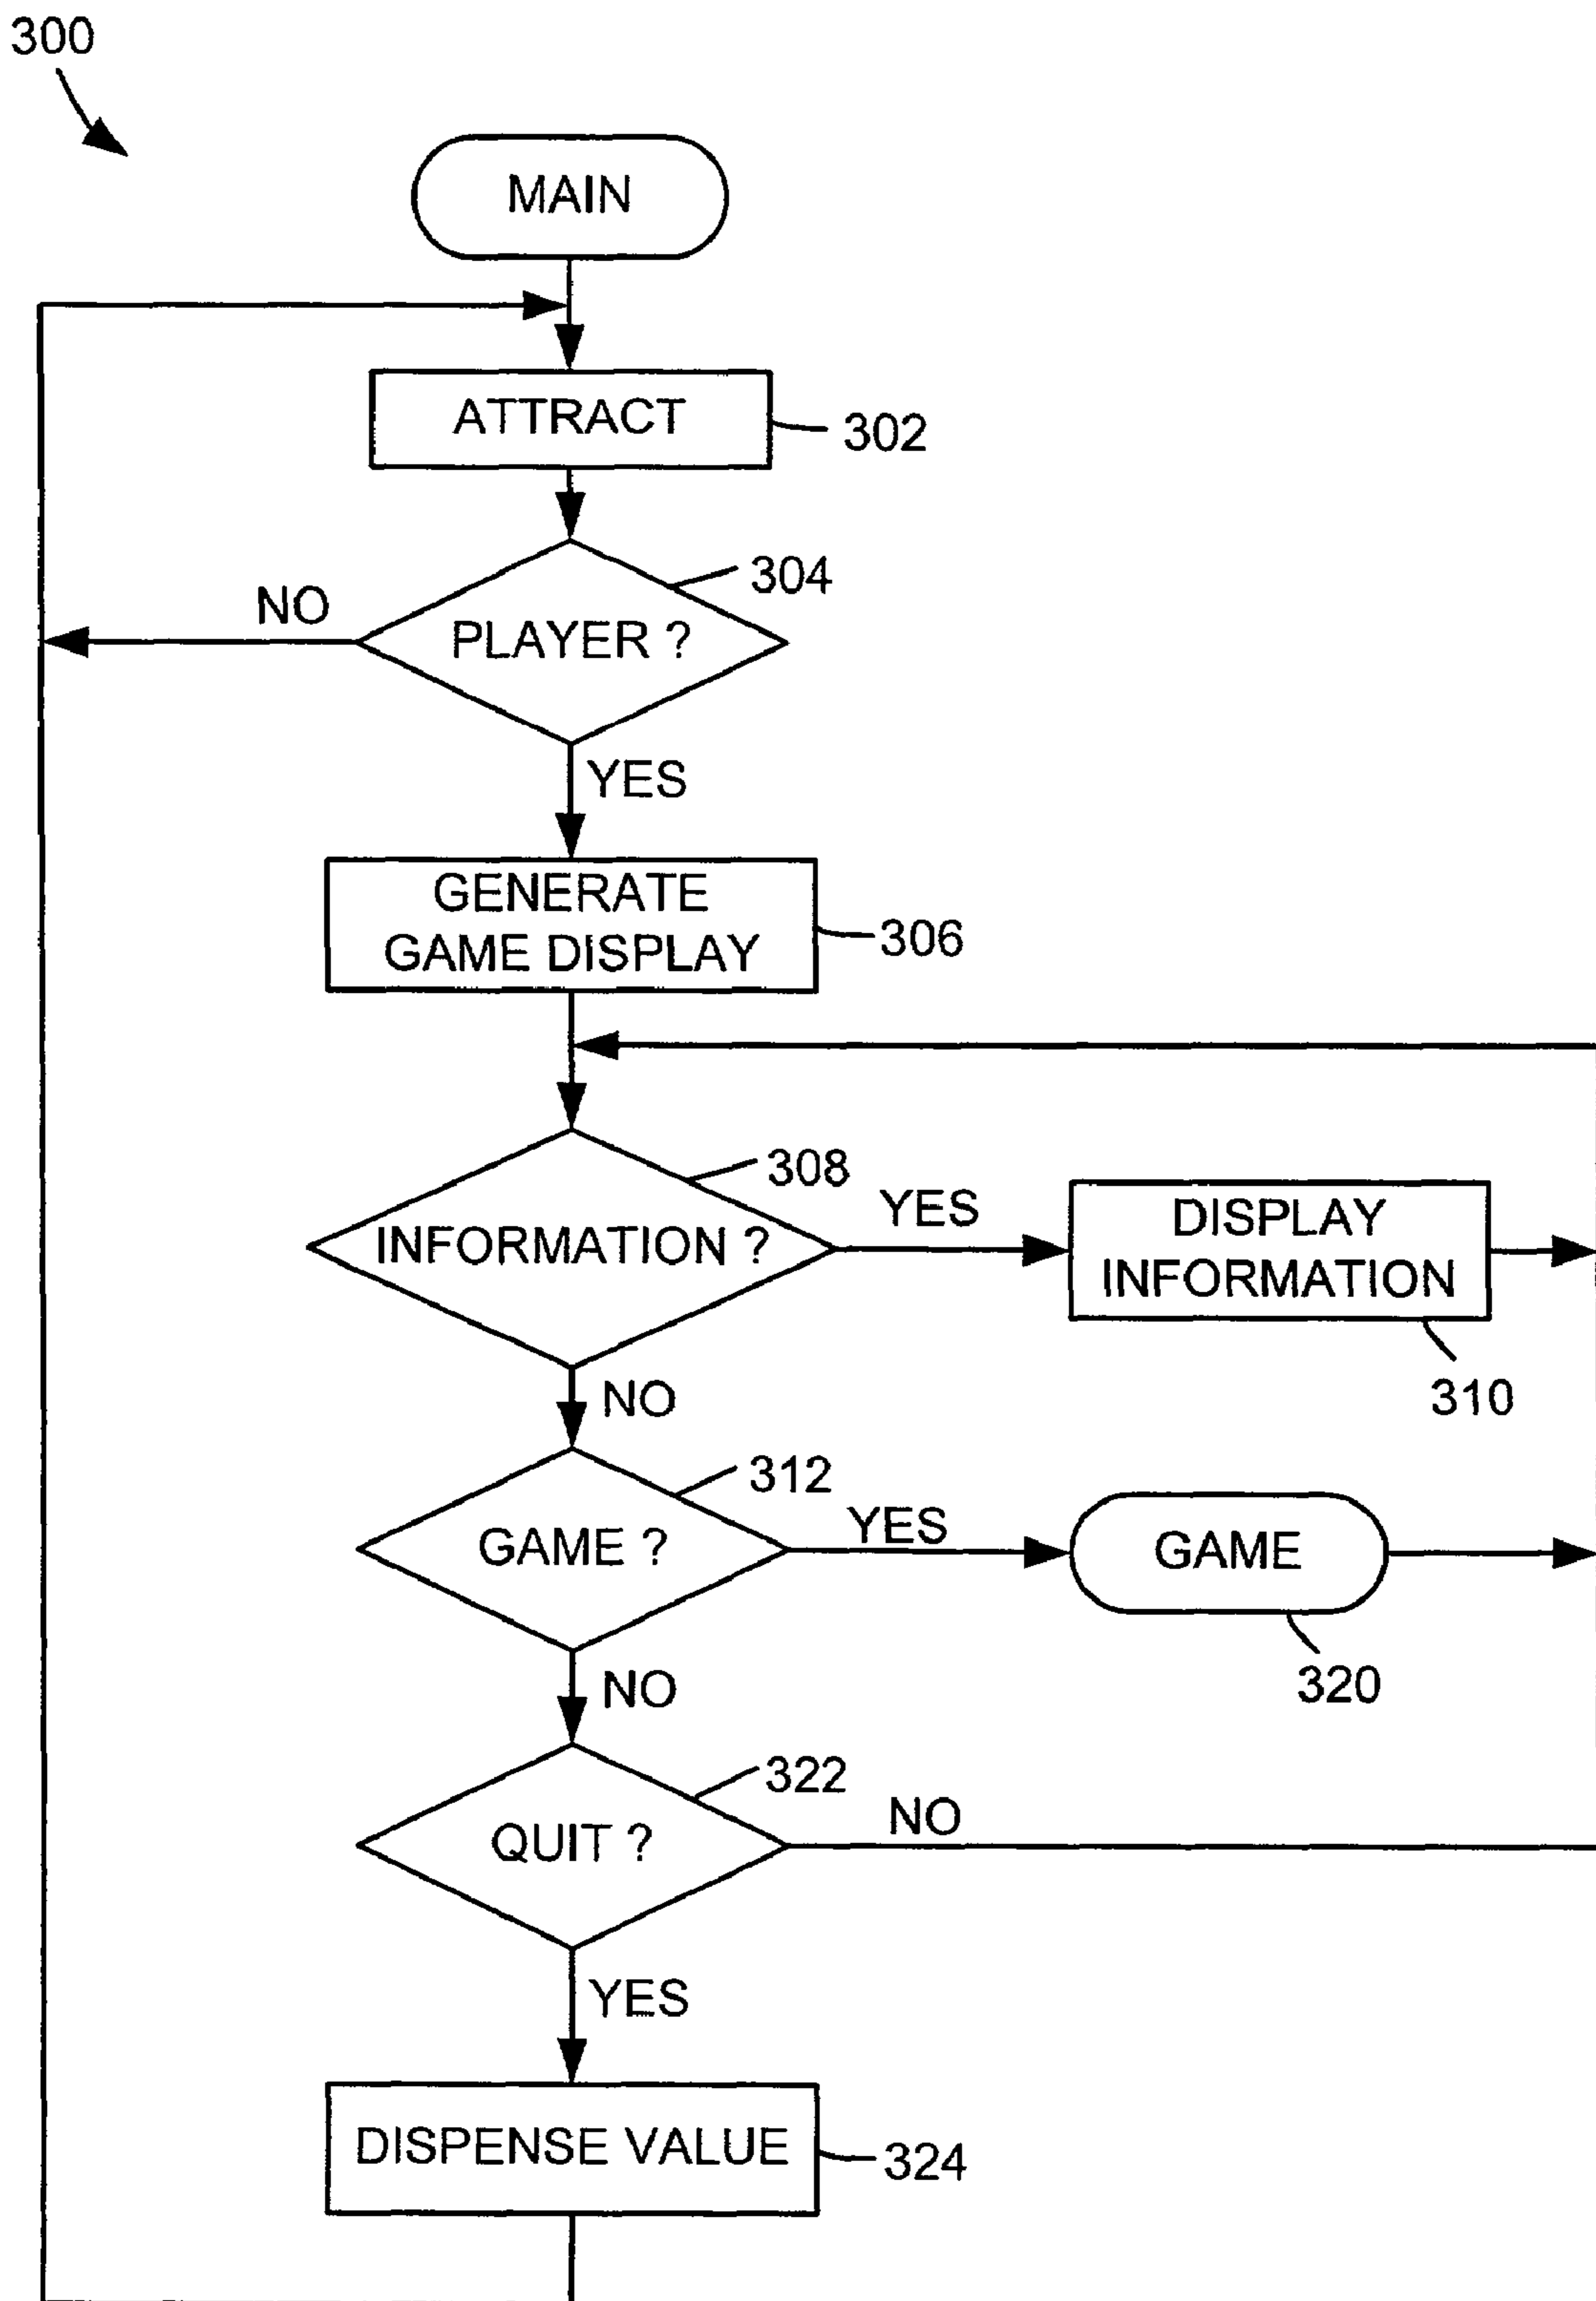 300
MAIN
ATTRACT
302
304
NO
PLAYER ?
YES
GENERATE
GAME DISPLAY
306
308
YES
INFORMATION ?
DISPLAY
INFORMATION
310
NO
312
YES
GAME ?
GAME
320
NO
322
NO
QUIT ?
YES
DISPENSE VALUE
324